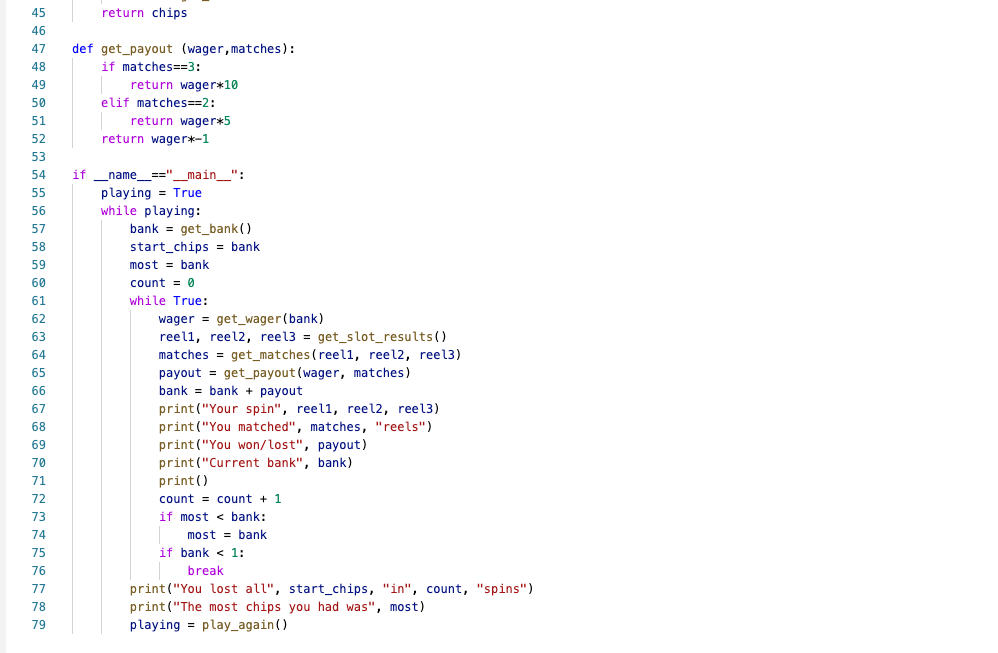 45 return chips
46
47 def get_payout (wager,matches):
48 if matches==3:
49 return wager*10
50 elif matches==2:
51 return wager*5
52 return wager*-1
53
54 if __name__=="__main__":
55 playing = True
56 while playing:
57 bank = get_bank()
58 start_chips = bank
59 most = bank
60 count = 0
61 while True:
62 wager = get_wager(bank)
63 reel1, reel2, reel3 = get_slot_results()
64 matches = get_matches(reel1, reel2, reel3)
65 payout = get_payout(wager, matches)
66 bank = bank + payout
67 print("Your spin", reel1, reel2, reel3)
68 print("You matched", matches, "reels")
69 print("You won/lost", payout)
70 print("Current bank", bank)
71 print()
72 count = count + 1
73 if most < bank:
74 most = bank
75 if bank < 1:
76 break
77 print("You lost all", start_chips, "in", count, "spins")
78 print("The most chips you had was", most)
79 playing = play_again()